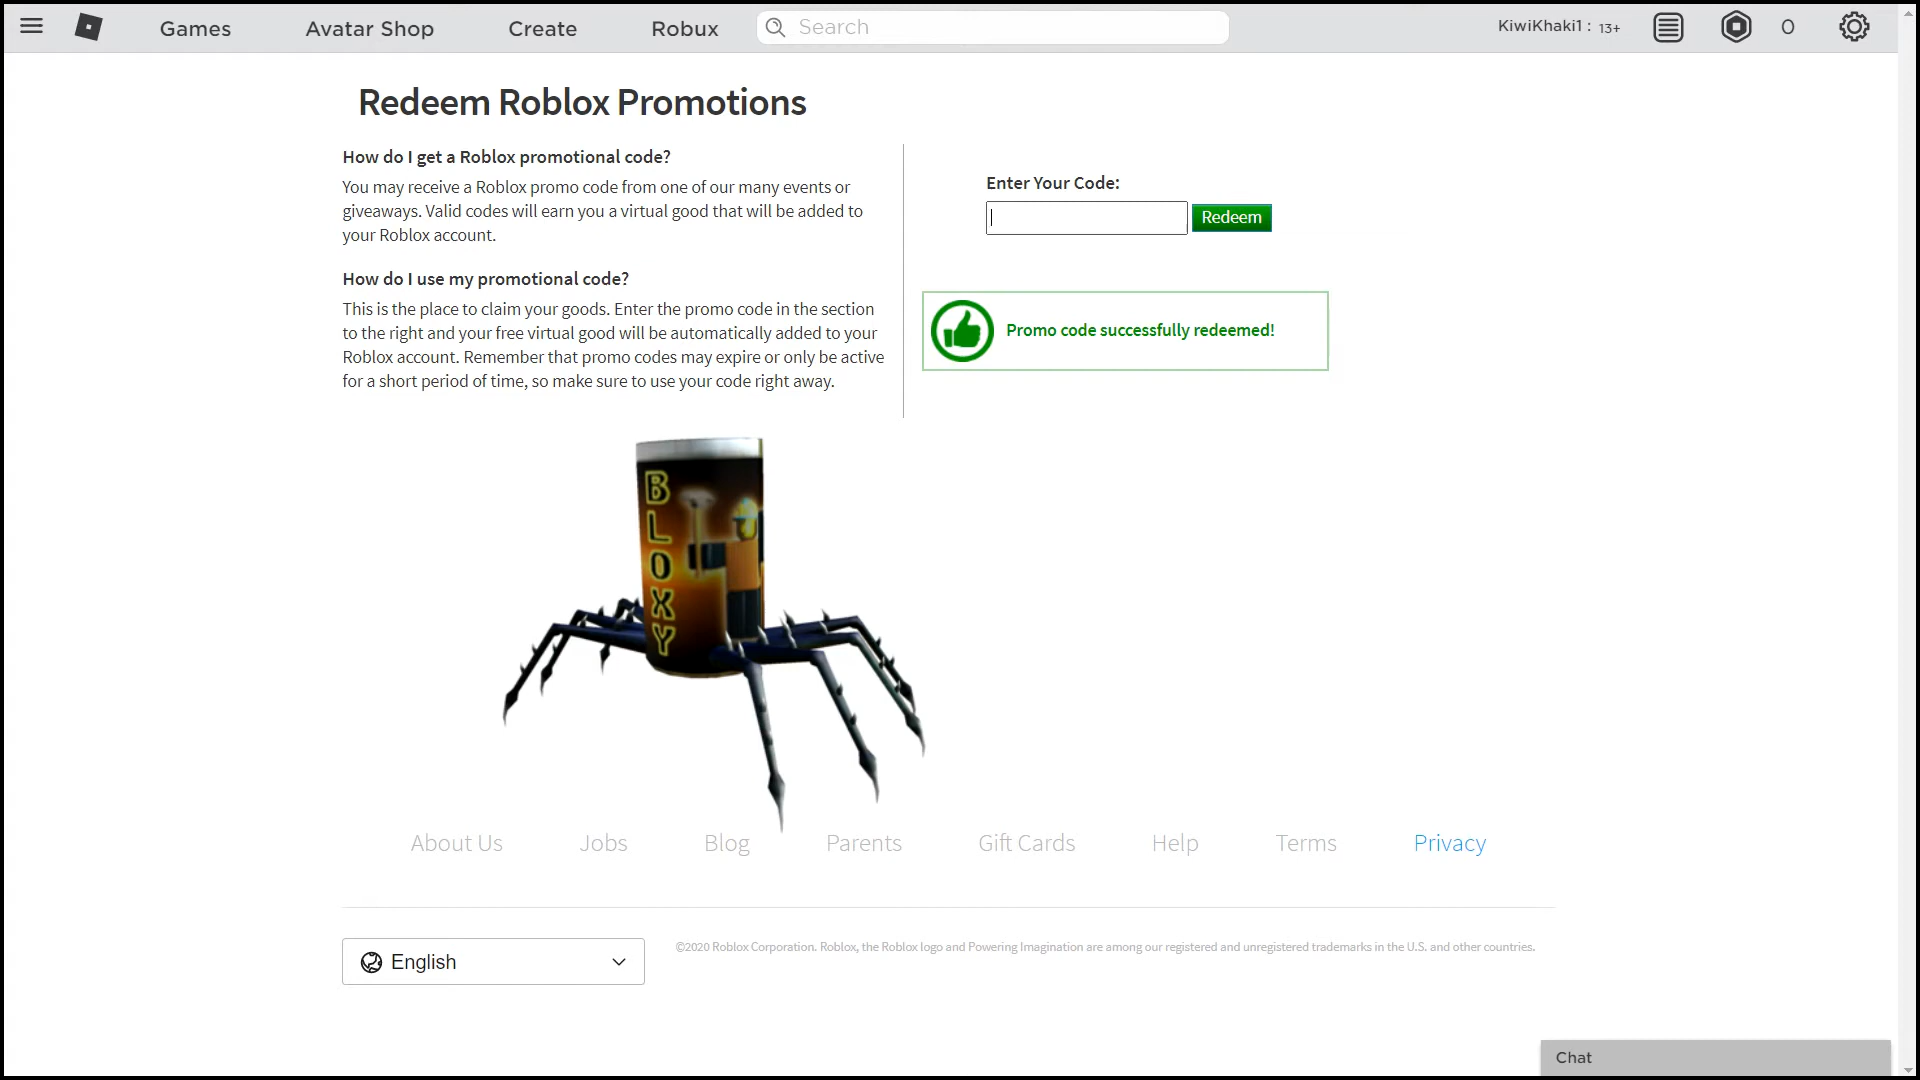 Games
Avatar Shop
Create
Robux
Search
KiwiKhaki1 : 13+
0
Redeem Roblox Promotions
How do I get a Roblox promotional code?
You may receive a Roblox promo code from one of our many events or
giveaways. Valid codes will earn you a virtual good that will be added to
your Roblox account.
How do I use my promotional code?
This is the place to claim your goods. Enter the promo code in the section
to the right and your free virtual good will be automatically added to your
Roblox account. Remember that promo codes may expire or only be active
for a short period of time, so make sure to use your code right away.
Enter Your Code:
Redeem
Promo code successfully redeemed!
BLOXY
About Us
Jobs
Blog
Parents
Gift Cards
Help
Terms
Privacy
English
©2020 Roblox Corporation. Roblox, the Roblox logo and Powering Imagination are among our registered and unregistered trademarks in the U.S. and other countries.
Chat